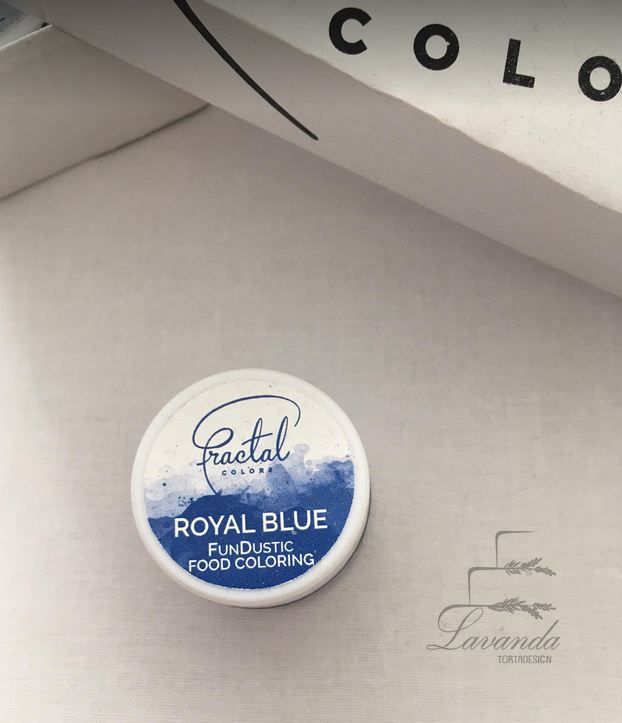 COLO
Fractal
COLORS
ROYAL BLUE
FUNDUSTIC
FOOD COLORING
Lavanda
TORTADESIGN